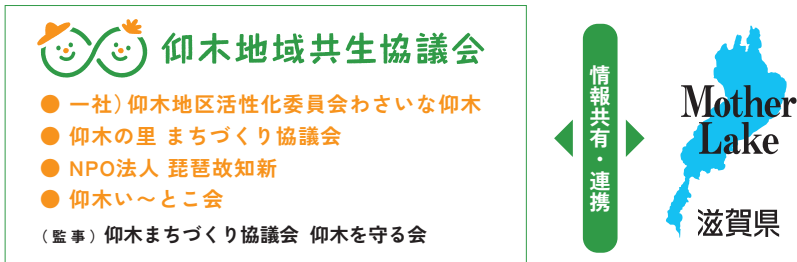 仰木地域共生協議会
● 一社）仰木地区活性化委員会わさいな仰木
● 仰木の里 まちづくり協議会
● NPO法人 琵琶故知新
● 仰木い～とこ会
（監事）仰木まちづくり協議会 仰木を守る会
情報共有・連携
Mother
Lake
滋賀県